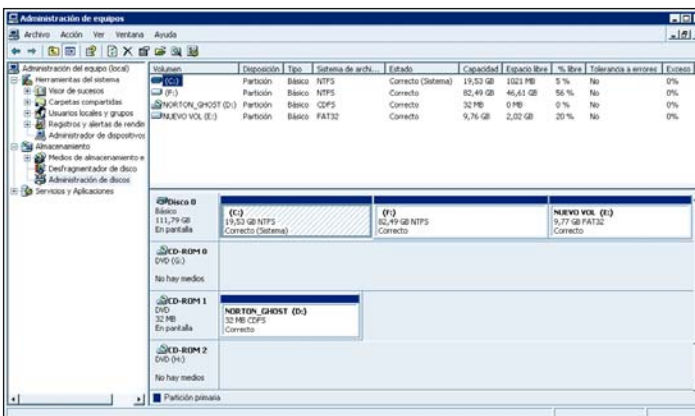 Administración de equipos
Archivo Acción Ver Ventana Ayuda
Administración del equipo (local)
Herramientas del sistema
Visor de sucesos
Carpetas compartidas
Usuarios locales y grupos
Registros y alertas de rendim
Administrador de dispositivos
Almacenamiento
Medios de almacenamiento e
Desfragmentador de disco
Administración de discos
Servicios y Aplicaciones
Volumen Disposición Tipo Sistema de archi... Estado Capacidad Espacio libre % libre Tolerancia a errores Exceso
(C:) Partición Básico NTFS Correcto (Sistema) 19,53 GB 1021 MB 5 % No 0%
(F:) Partición Básico NTFS Correcto 82,49 GB 46,61 GB 56 % No 0%
NORTON_GHOST (D:) Partición Básico CDFS Correcto 32 MB 0 MB 0 % No 0%
NUEVO VOL (E:) Partición Básico FAT32 Correcto 9,76 GB 2,02 GB 20 % No 0%
Disco 0
Básico
111,79 GB
En pantalla
(C:)
19,53 GB NTFS
Correcto (Sistema)
(F:)
82,49 GB NTFS
Correcto
NUEVO VOL (E:)
9,77 GB FAT32
Correcto
CD-ROM 0
DVD (G:)
No hay medios
CD-ROM 1
DVD
32 MB
En pantalla
NORTON_GHOST (D:)
32 MB CDFS
Correcto
CD-ROM 2
DVD (H:)
No hay medios
Partición primaria